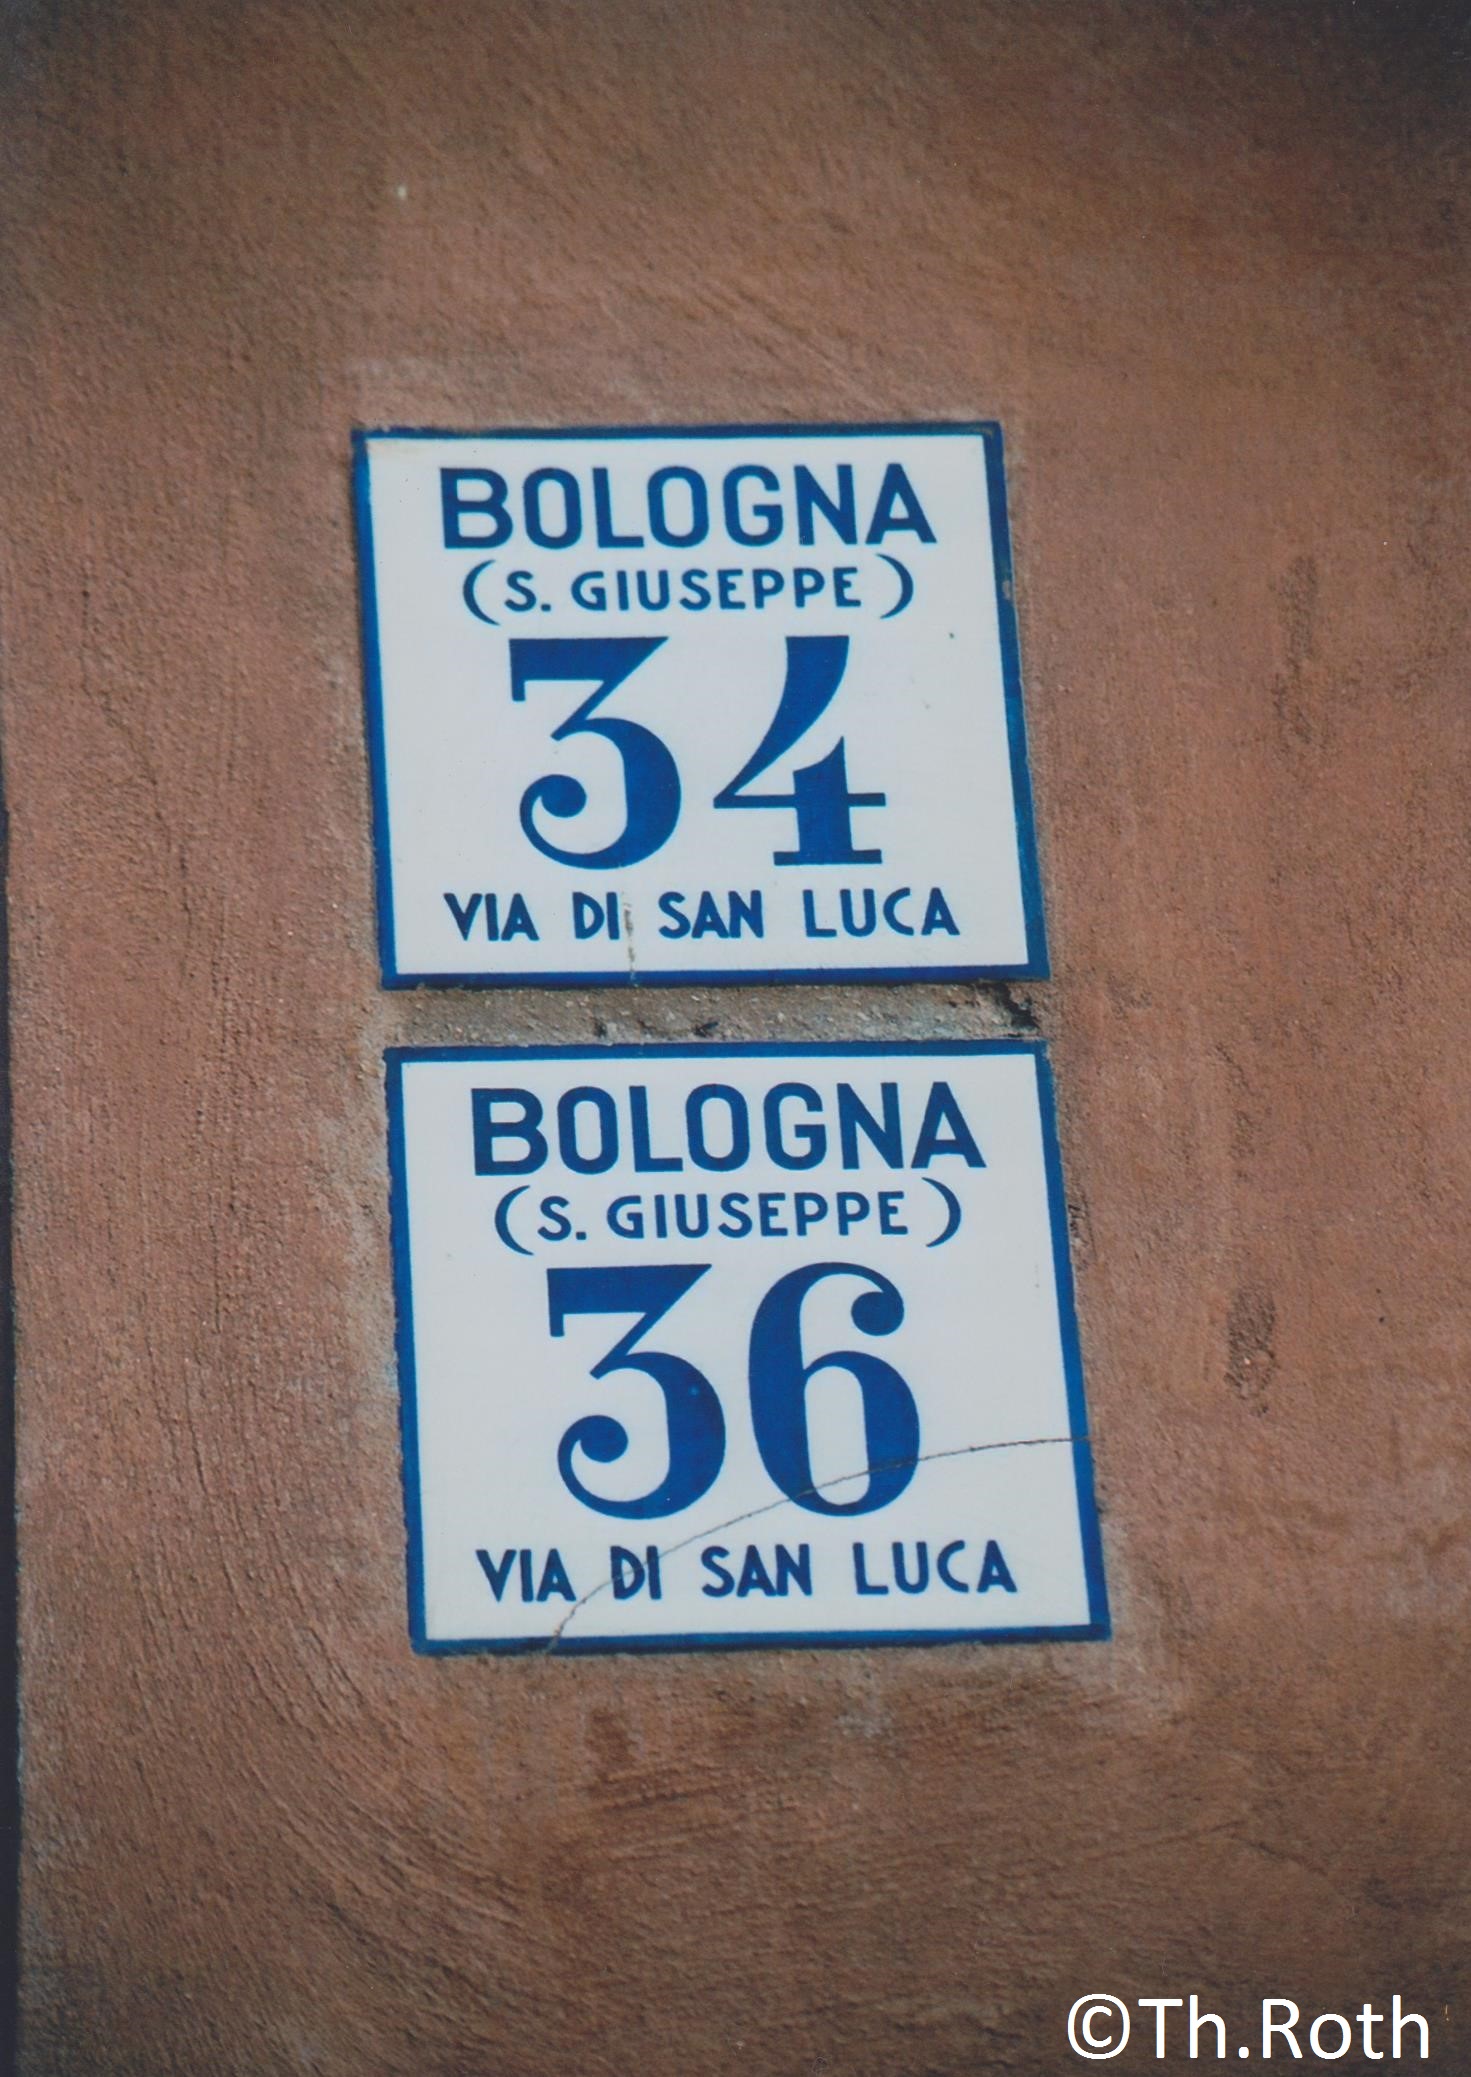 BOLOGNA
(S. GIUSEPPE)
34
VIA DI SAN LUCA
BOLOGNA
(S. GIUSEPPE)
36
VIA DI SAN LUCA
©Th.Roth